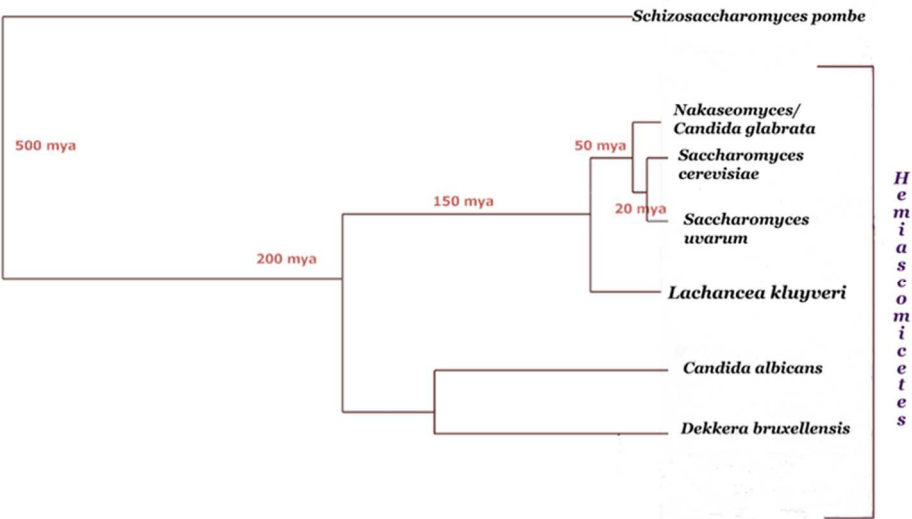 Schizosaccharomyces pombe
Nakaseomyces/
Candida glabrata
500 mya
50 mya
Saccharomyces
cerevisiae
150 mya
20 mya
Saccharomyces
uvarum
200 mya
Lachancea kluyveri
Candida albicans
Dekkera bruxellensis
Hemiascomicetes